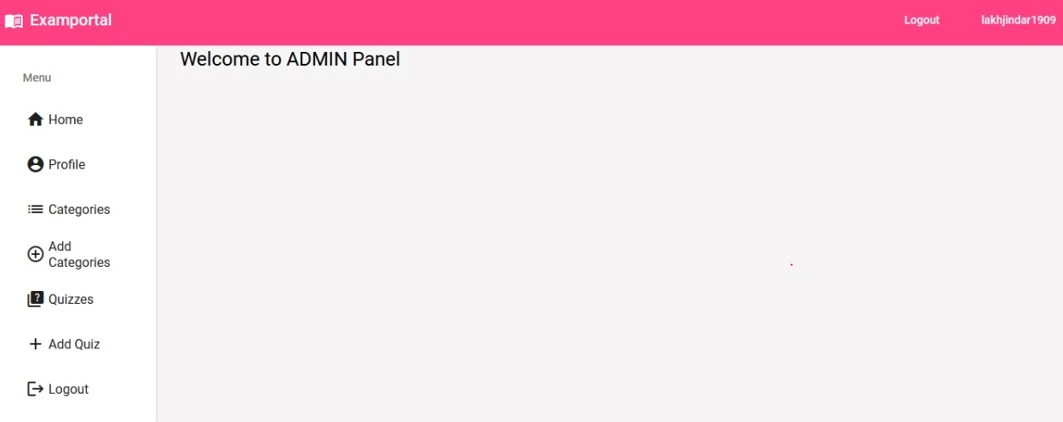 Examportal
Logout
lakhjindar1909
Welcome to ADMIN Panel
Menu
Home
Profile
Categories
Add
Categories
Quizzes
Add Quiz
Logout